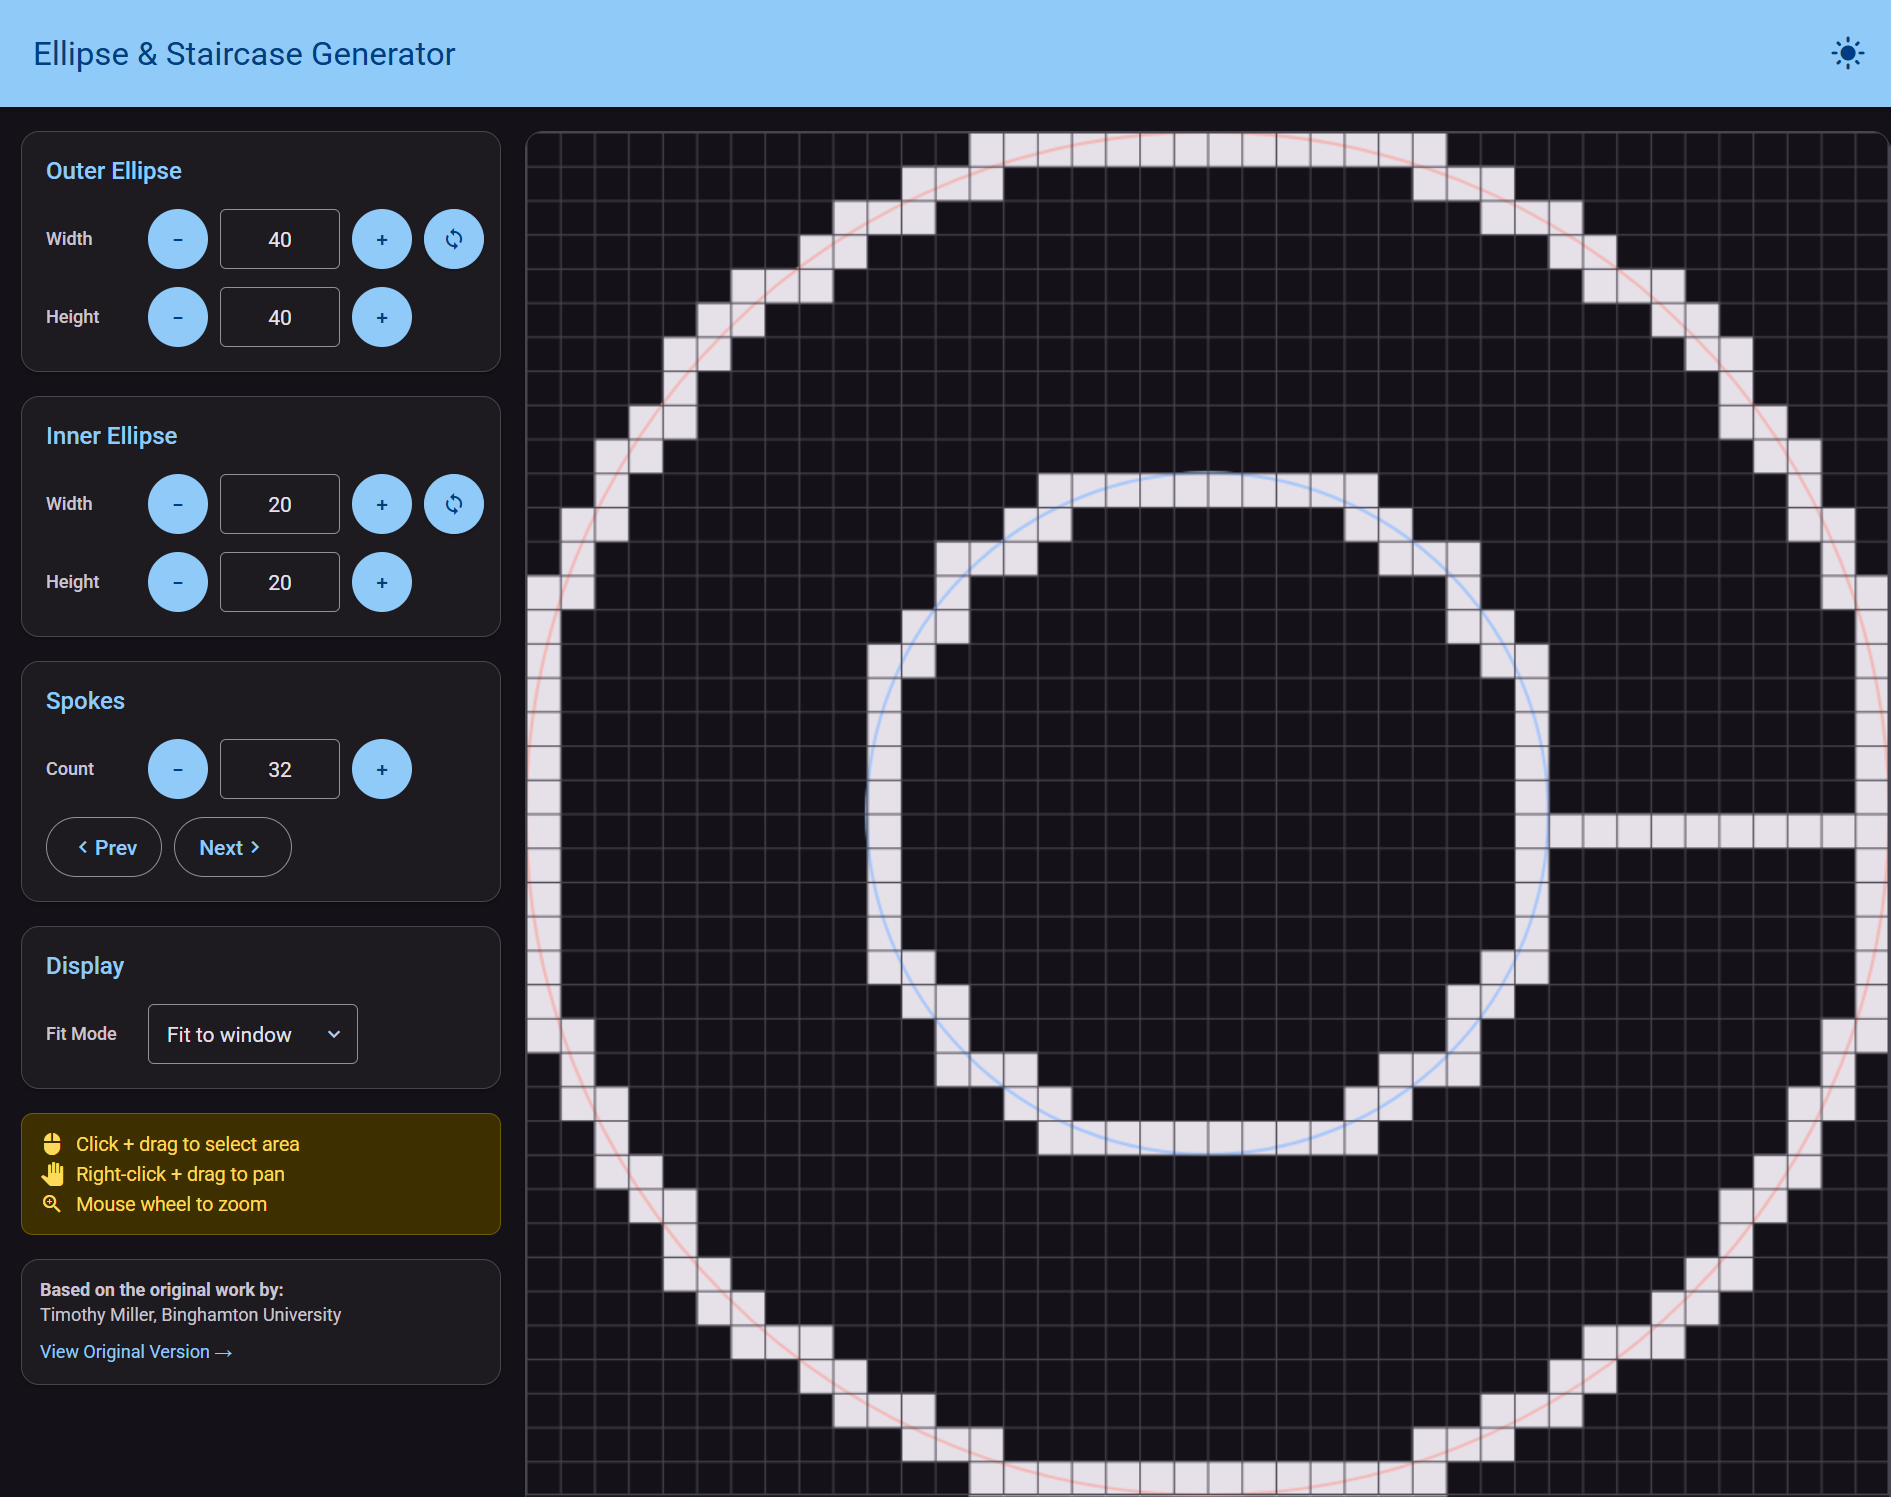 Ellipse & Staircase Generator
Outer Ellipse
Width − 40 +
Height − 40 +
Inner Ellipse
Width − 20 +
Height − 20 +
Spokes
Count − 32 +
Prev Next
Display
Fit Mode Fit to window
Click + drag to select area
Right-click + drag to pan
Mouse wheel to zoom
Based on the original work by:
Timothy Miller, Binghamton University
View Original Version →